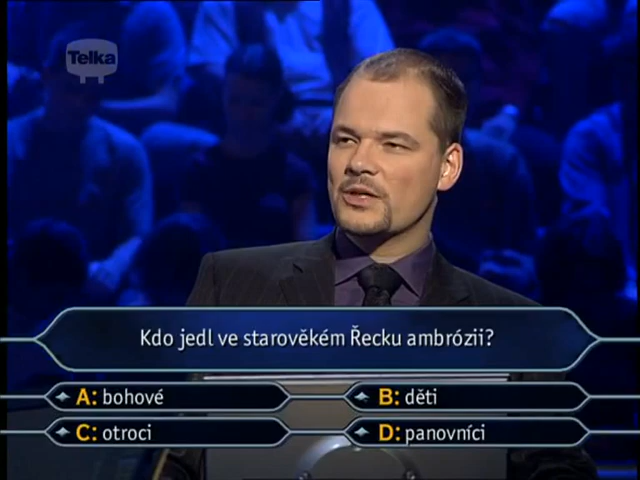 Telka
Kdo jedl ve starověkém Řecku ambrózii?
A: bohové
B: děti
C: otroci
D: panovníci